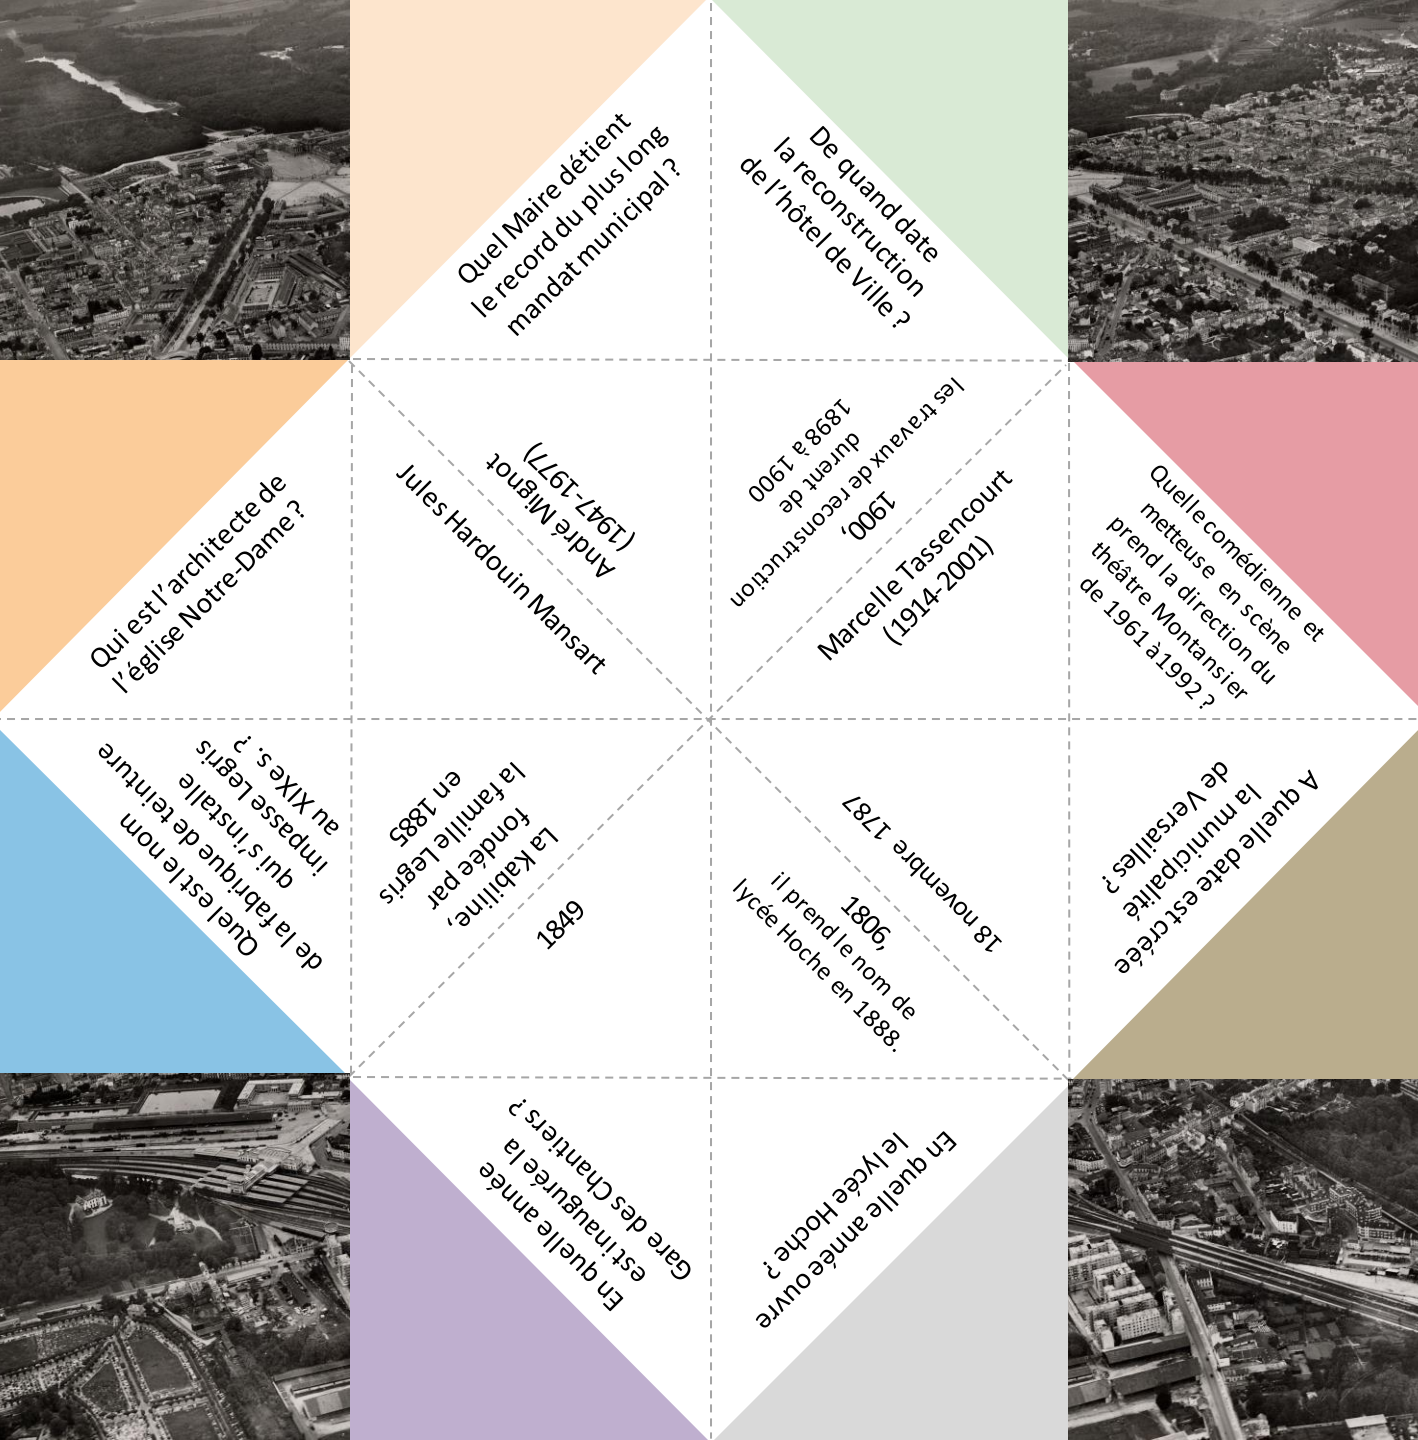 Quel Maire détient
le record du plus long
mandat municipal ?
De quand date
la reconstruction
de l’hôtel de Ville ?
Qui est l’architecte de
l’église Notre-Dame ?
Jules Hardouin Mansart
André Mignot
(1947-1977)
1900,
les travaux de reconstruction
durent de
1898 à 1900
Marcelle Tassencourt
(1914-2001)
Quelle comédienne et
metteuse en scène
prend la direction du
théâtre Montansier
de 1961 à 1992 ?
Quel est le nom
de la fabrique de teinture
qui s’installe
impasse Legris
au XIXe s. ?
La Kabiline,
fondée par
la famille Legris
en 1885
1849
18 novembre 1787
1806,
il prend le nom de
lycée Hoche en 1888.
A quelle date est créée
la municipalité
de Versailles ?
En quelle année
est inaugurée la
Gare des Chantiers ?
En quelle année ouvre
le lycée Hoche ?